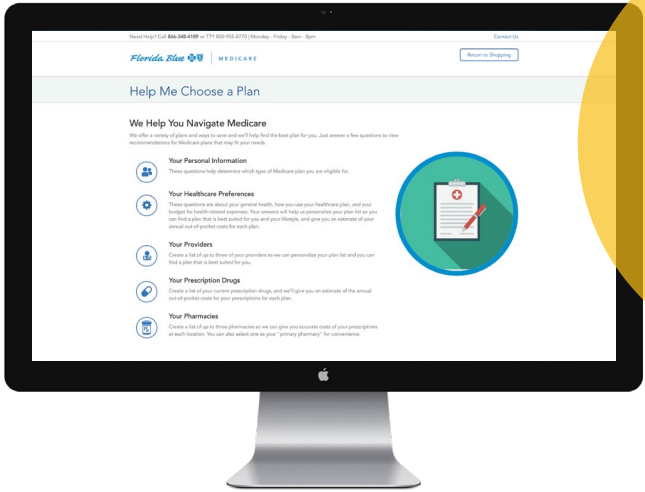 Need Help? Call 866-348-4189 or TTY 800-955-8770 | Monday - Friday - 8am - 8pm
Contact Us
Florida Blue
MEDICARE
Return to Shopping
Help Me Choose a Plan
We Help You Navigate Medicare
We offer a variety of plans and ways to save and we'll help find the best plan for you. Just answer a few questions to view
recommendations for Medicare plans that may fit your needs.
Your Personal Information
These questions help determine which type of Medicare plan you are eligible for.
Your Healthcare Preferences
These questions are about your general health, how you use your healthcare plan, and your
budget for health-related expenses. Your answers will help us personalize your plan list so you
can find a plan that is best suited for you and your lifestyle, and give you an estimate of your
annual out-of-pocket costs for each plan.
Your Providers
Create a list of up to three of your providers so we can personalize your plan list and you can
find a plan that is best suited for you.
Your Prescription Drugs
Create a list of your current prescription drugs, and we'll give you an estimate of the annual
out-of-pocket costs for your prescriptions for each plan.
Your Pharmacies
Create a list of up to three pharmacies so we can give you accurate costs of your prescriptions
at each location. You can also select one as your "primary pharmacy" for convenience.